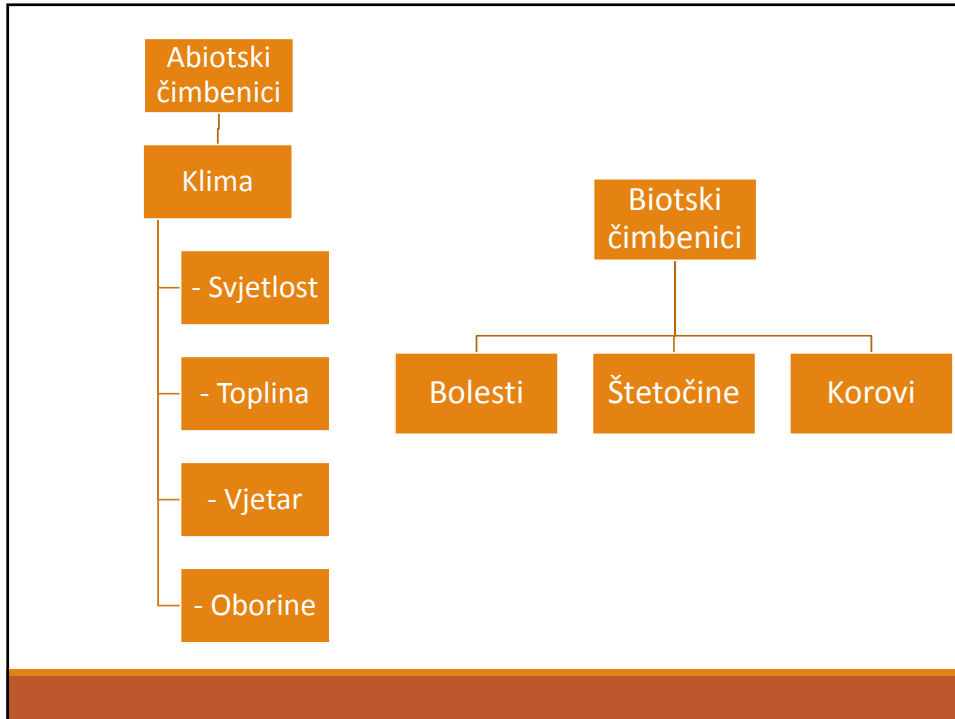 Abiotski
čimbenici
Klima
- Svjetlost
- Toplina
- Vjetar
- Oborine
Biotski
čimbenici
Bolesti
Štetočine
Korovi